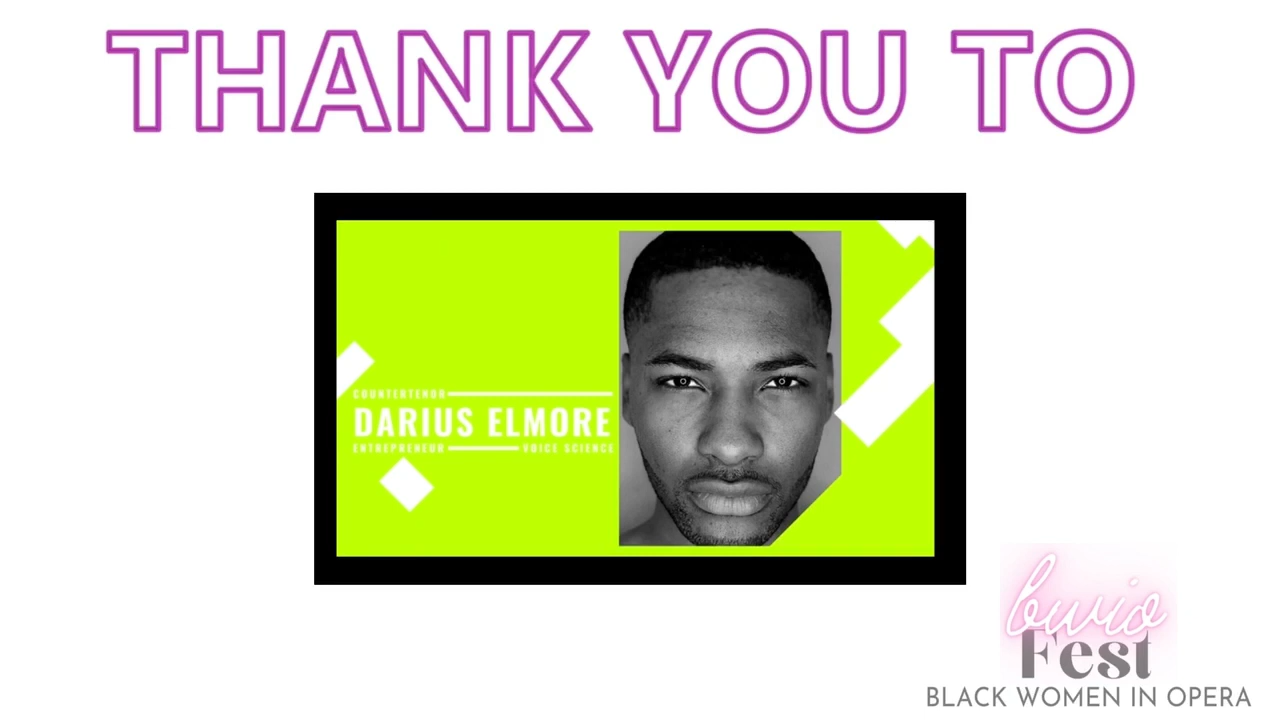 THANK YOU TO
COUNTERTENOR
DARIUS ELMORE
ENTREPRENEUR VOICE SCIENCE
bwio
Fest
BLACK WOMEN IN OPERA